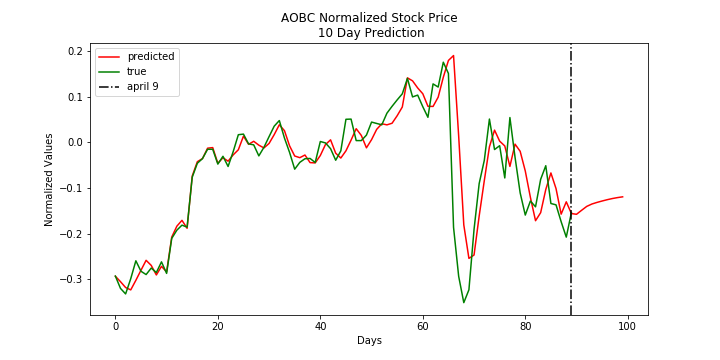 AOBC Normalized Stock Price
10 Day Prediction
predicted
true
april 9
Normalized Values
0.2
0.1
0.0
−0.1
−0.2
−0.3
0
20
40
60
80
100
Days